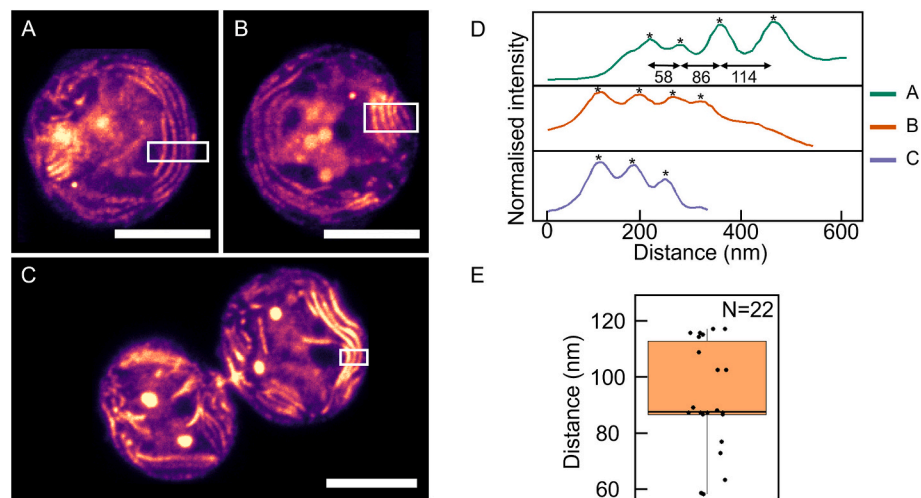 A
B
C
D
Normalised intensity
* * * *
58 86 114
* * * *
* * *
0 200 400 600
Distance (nm)
A
B
C
E
N=22
Distance (nm)
120
100
80
60